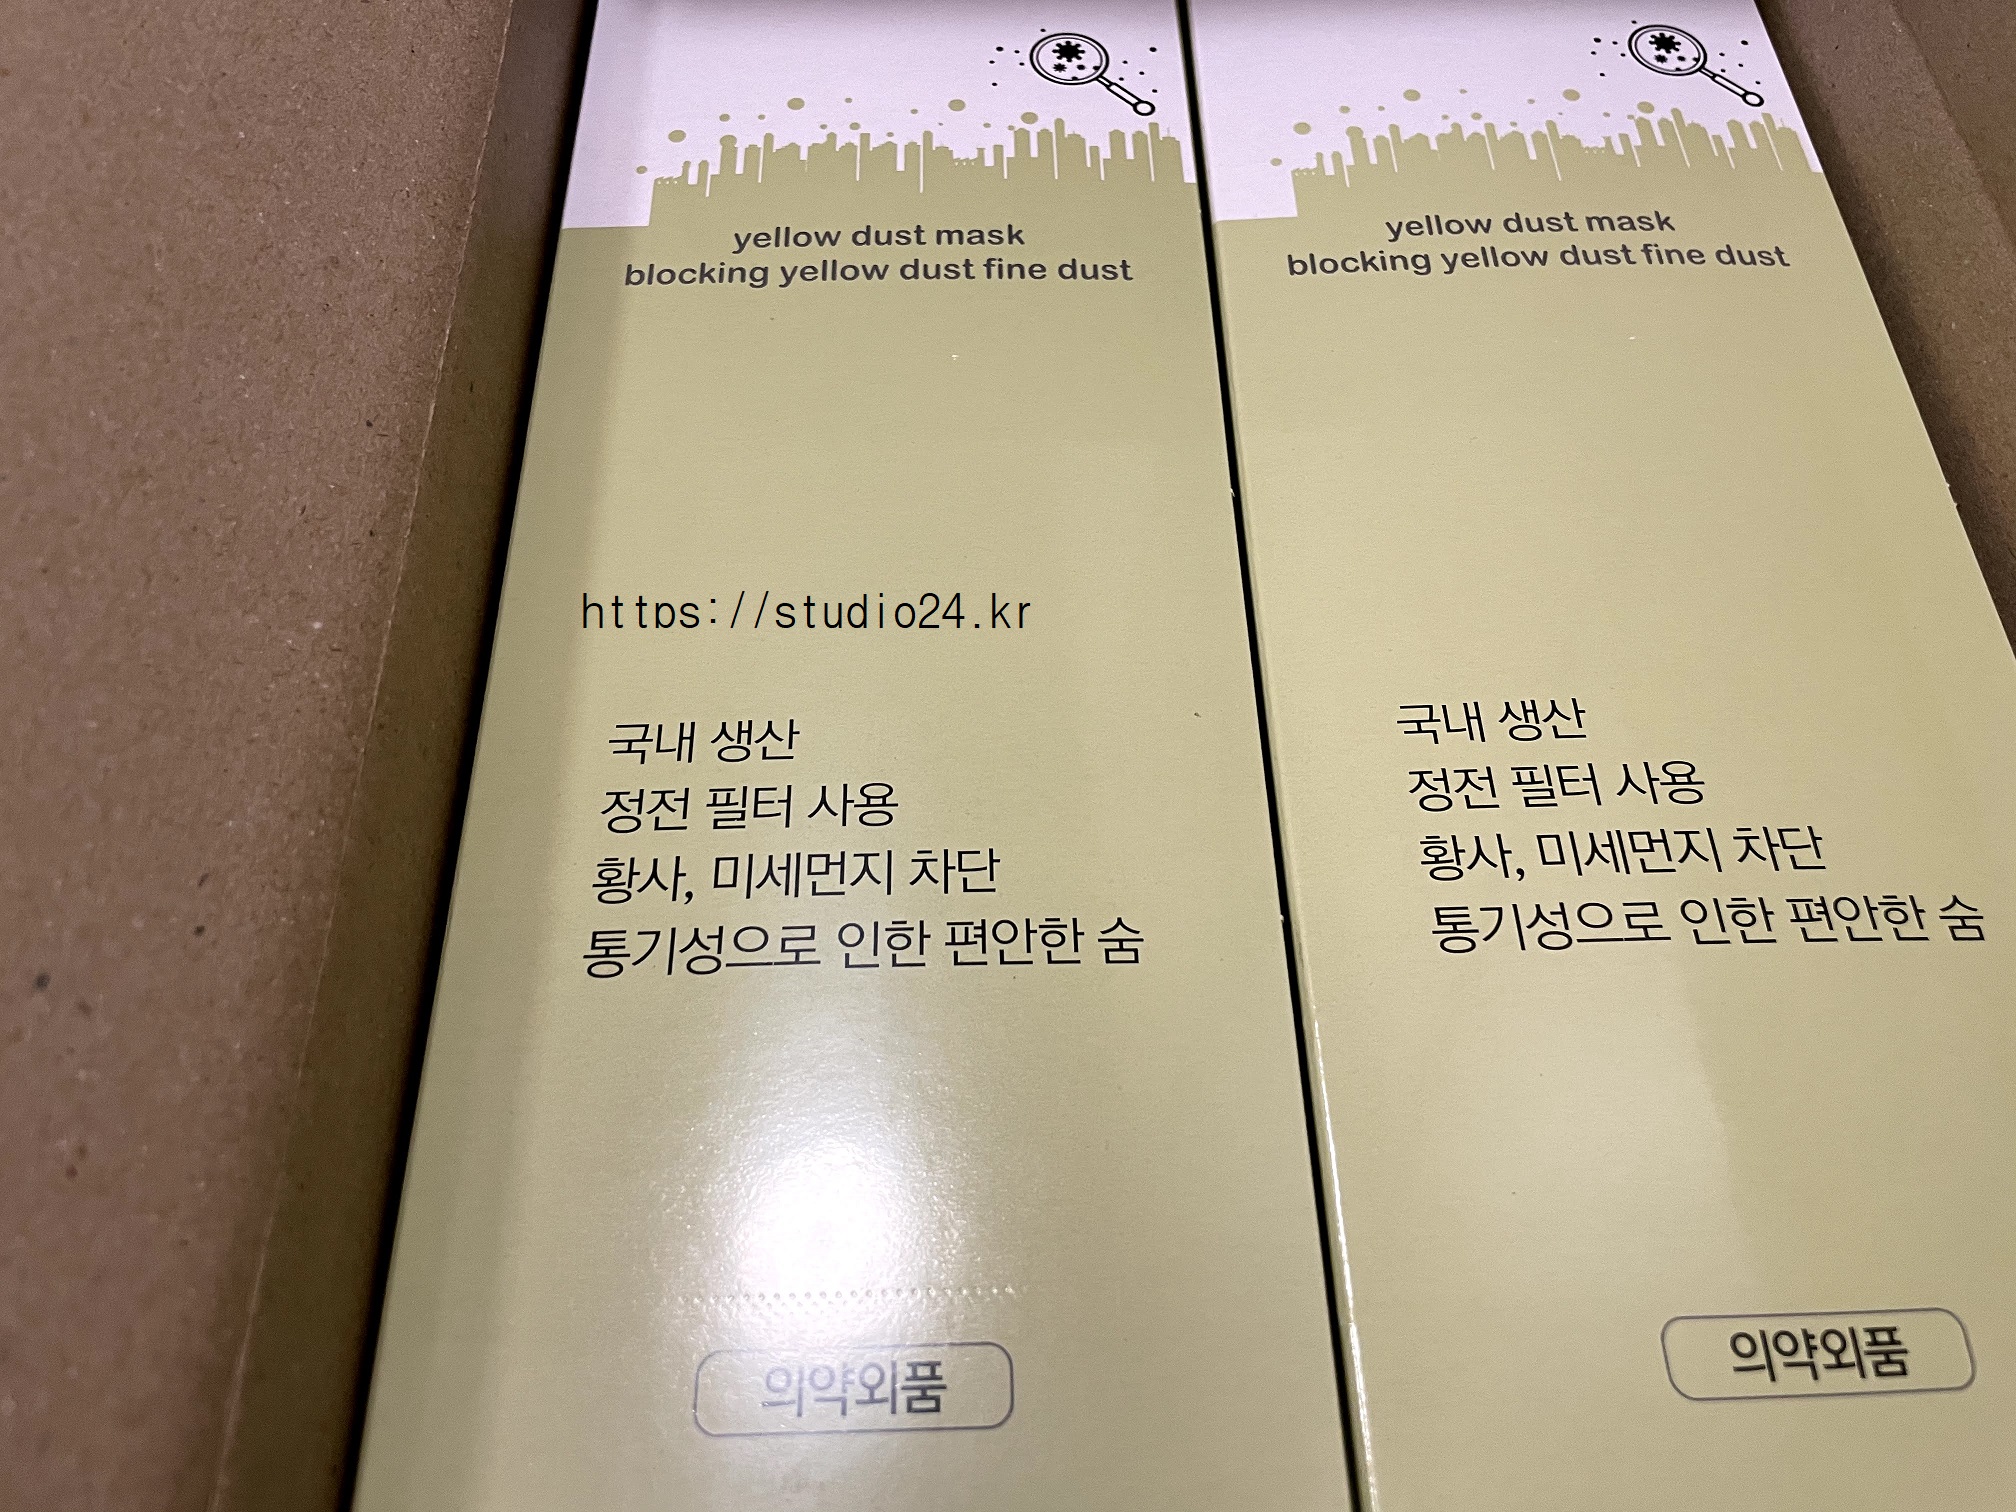 yellow dust mask
blocking yellow dust fine dust
https://studio24.kr
국내 생산
정전 필터 사용
황사, 미세먼지 차단
통기성으로 인한 편안한 숨
의약외품
yellow dust mask
blocking yellow dust fine dust
국내 생산
정전 필터 사용
황사, 미세먼지 차단
통기성으로 인한 편안한 숨
의약외품